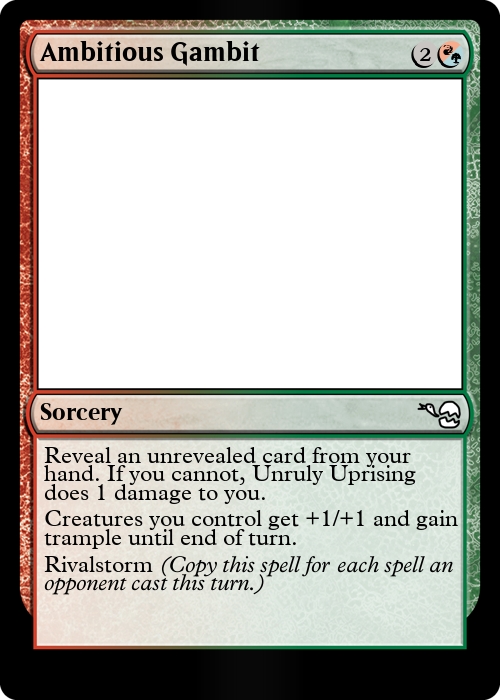 Ambitious Gambit
2
Sorcery
Reveal an unrevealed card from your
hand. If you cannot, Unruly Uprising
does 1 damage to you.
Creatures you control get +1/+1 and gain
trample until end of turn.
Rivalstorm (Copy this spell for each spell an
opponent cast this turn.)